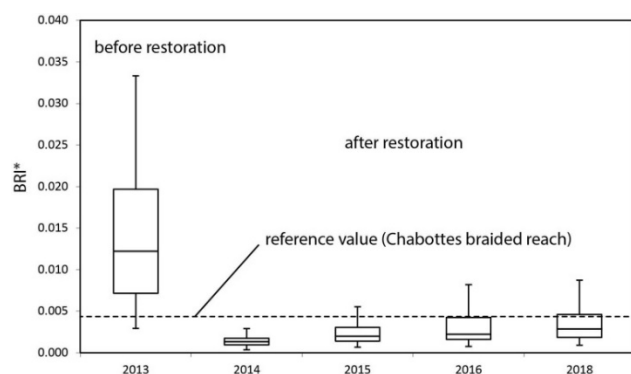 0.040
before restoration
0.035
0.030
0.025
after restoration
BRI*
0.020
0.015
reference value (Chabottes braided reach)
0.010
0.005
0.000
2013 2014 2015 2016 2018